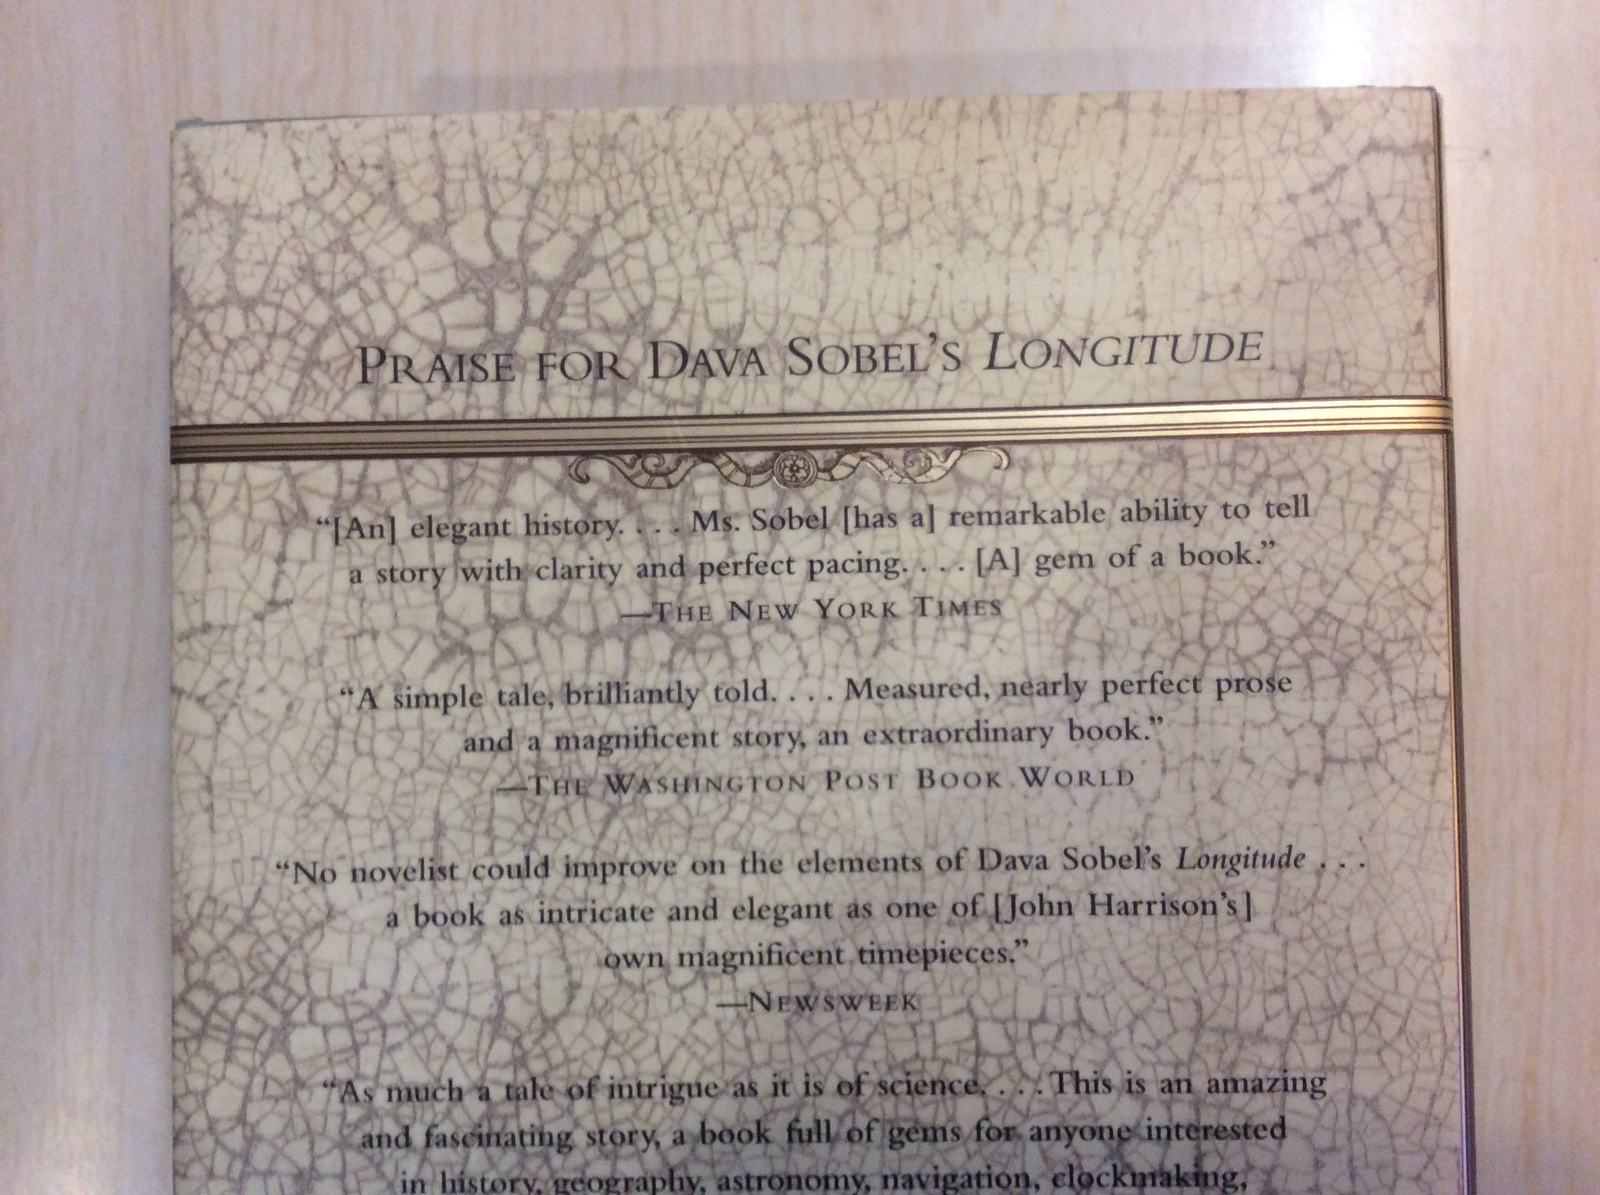 PRAISE FOR DAVA SOBEL'S LONGITUDE
“[An] elegant history. . . . Ms. Sobel [has a] remarkable ability to tell
a story with clarity and perfect pacing. . . . [A] gem of a book.”
—THE NEW YORK TIMES
“A simple tale, brilliantly told. . . . Measured, nearly perfect prose
and a magnificent story, an extraordinary book.”
—THE WASHINGTON POST BOOK WORLD
“No novelist could improve on the elements of Dava Sobel's Longitude . . .
a book as intricate and elegant as one of [John Harrison's]
own magnificent timepieces.”
—NEWSWEEK
“As much a tale of intrigue as it is of science. . . . This is an amazing
and fascinating story, a book full of gems for anyone interested
in history, geography, astronomy, navigation, clockmaking,